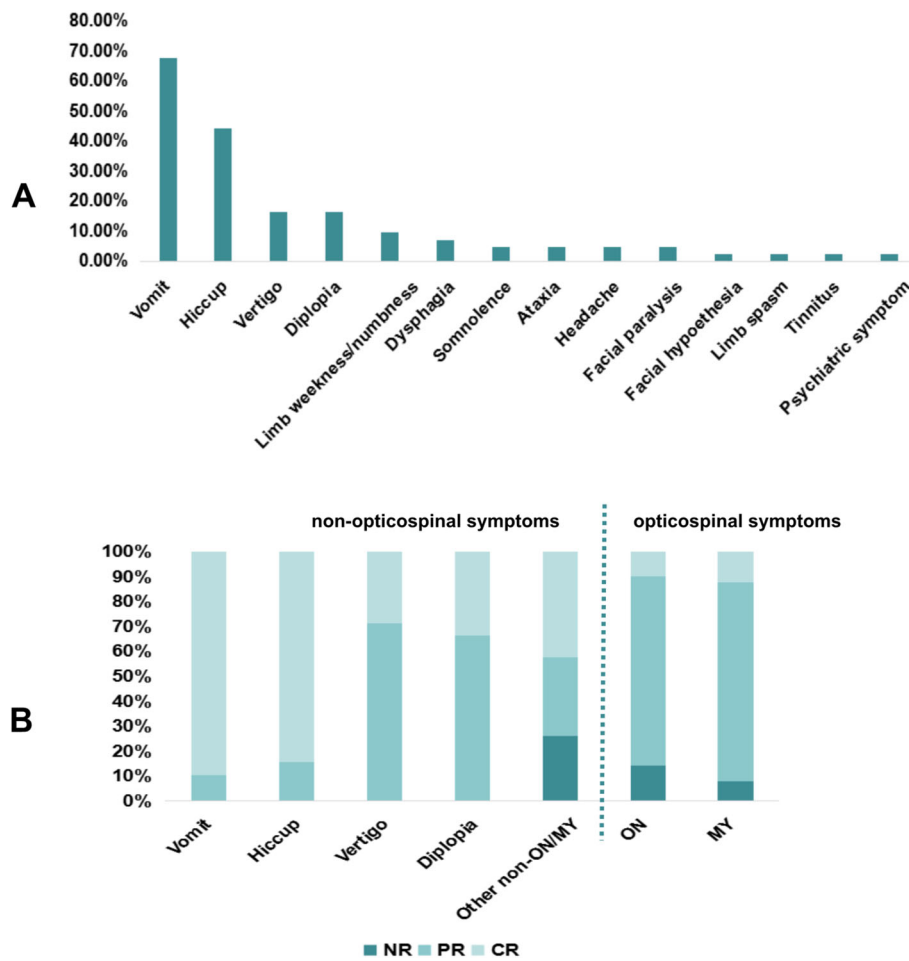 A
80.00%
70.00%
60.00%
50.00%
40.00%
30.00%
20.00%
10.00%
0.00%
Vomit
Hiccup
Vertigo
Diplopia
Limb weekness/numbness
Dysphagia
Somnolence
Ataxia
Headache
Facial paralysis
Facial hypoethesia
Limb spasm
Tinnitus
Psychiatric symptom
B
non-opticospinal symptoms
opticospinal symptoms
100%
90%
80%
70%
60%
50%
40%
30%
20%
10%
0%
Vomit
Hiccup
Vertigo
Diplopia
Other non-ON/MY
ON
MY
NR PR CR